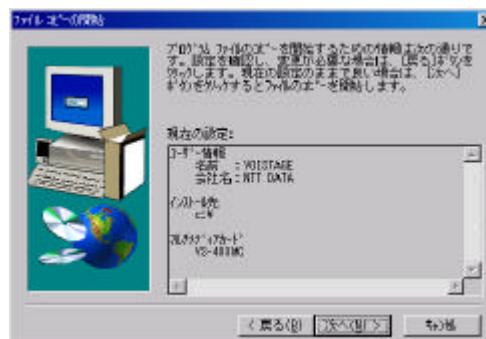 ファイル コピーの開始
プログラム ファイルのコピーを開始するための情報は次の通りで
す。設定を確認し、変更が必要な場合は、[戻る]ボタンを
クリックします。現在の設定のままで良い場合は、[次へ]
ボタンをクリックするとファイルのコピーを開始します。
現在の設定:
ユーザー情報
名前 : VOISTAGE
会社名 : NTT DATA
インストール先
c:¥
マルチメディアカード
VS-400MC
< 戻る(B)
次へ(N) >
キャンセル